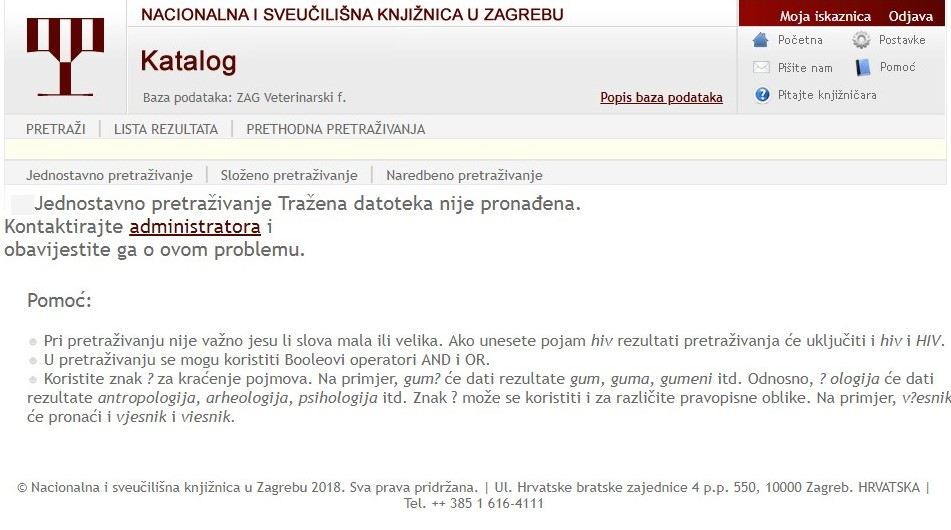 NACIONALNA I SVEUČILIŠNA KNJIŽNICA U ZAGREBU
Moja iskaznica Odjava
Katalog
Početna Postavke
Pišite nam Pomoć
Baza podataka: ZAG Veterinarski f. Popis baza podataka
Pitajte knjižničara
PRETRAŽI LISTA REZULTATA PRETHODNA PRETRAŽIVANJA
Jednostavno pretraživanje Složeno pretraživanje Naredbeno pretraživanje
Jednostavno pretraživanje Tražena datoteka nije pronađena.
Kontaktirajte administratora i
obavijestite ga o ovom problemu.
Pomoć:
Pri pretraživanju nije važno jesu li slova mala ili velika. Ako unesete pojam hiv rezultati pretraživanja će uključiti i hiv i HIV.
U pretraživanju se mogu koristiti Booleovi operatori AND i OR.
Koristite znak ? za kraćenje pojmova. Na primjer, gum? će dati rezultate gum, guma, gumeni itd. Odnosno, ? ologija će dati
rezultate antropologija, arheologija, psihologija itd. Znak ? može se koristiti i za različite pravopisne oblike. Na primjer, v?esnik
će pronaći i vjesnik i viesnik.
© Nacionalna i sveučilišna knjižnica u Zagrebu 2018. Sva prava pridržana. | Ul. Hrvatske bratske zajednice 4 p.p. 550, 10000 Zagreb. HRVATSKA |
Tel. ++ 385 1 616-4111